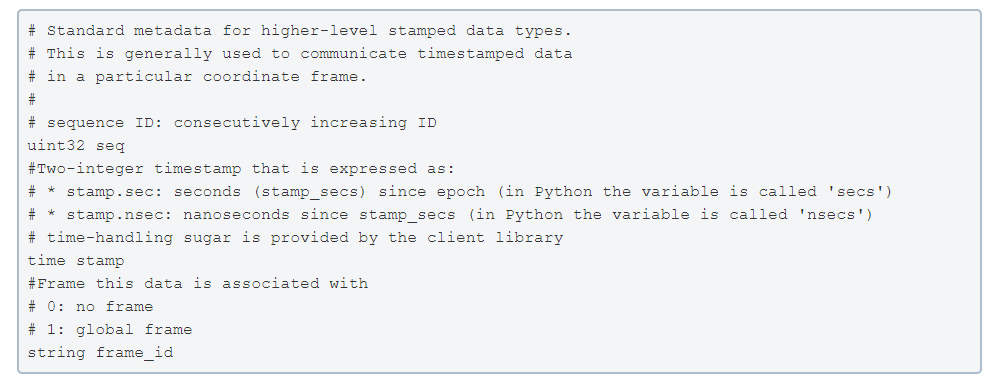 # Standard metadata for higher-level stamped data types.
# This is generally used to communicate timestamped data
# in a particular coordinate frame.
#
# sequence ID: consecutively increasing ID
uint32 seq
#Two-integer timestamp that is expressed as:
# * stamp.sec: seconds (stamp_secs) since epoch (in Python the variable is called 'secs')
# * stamp.nsec: nanoseconds since stamp_secs (in Python the variable is called 'nsecs')
# time-handling sugar is provided by the client library
time stamp
#Frame this data is associated with
# 0: no frame
# 1: global frame
string frame_id